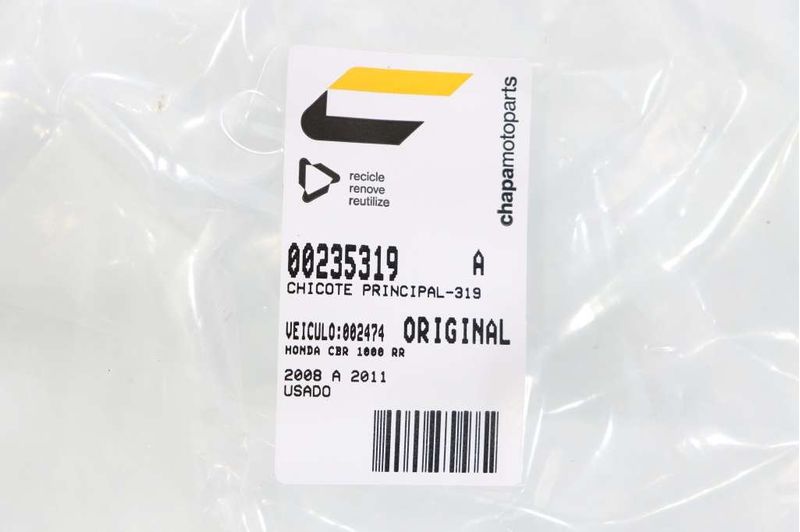 chapamotoparts
recicle
renove
reutilize
00235319 A
CHICOTE PRINCIPAL-319
VEICULO:002474 ORIGINAL
HONDA CBR 1000 RR
2008 A 2011
USADO